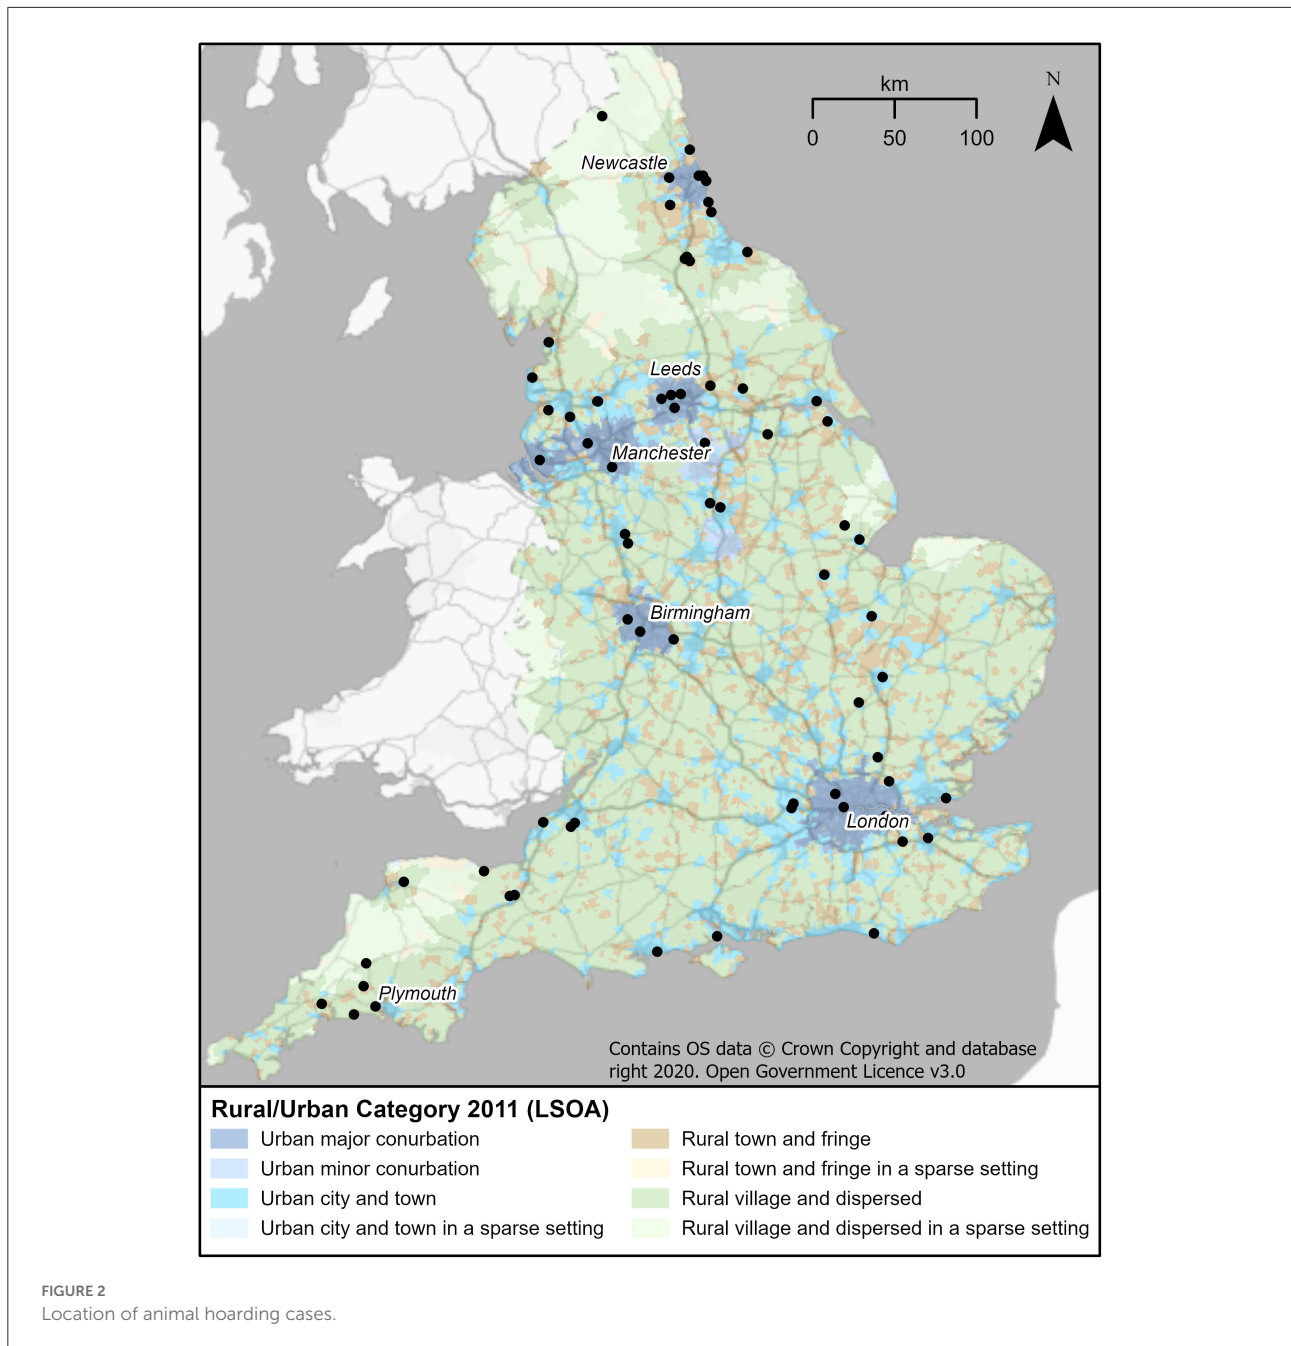 km
0 50 100
N
Newcastle
Leeds
Manchester
Birmingham
London
Plymouth
Contains OS data © Crown Copyright and database
right 2020. Open Government Licence v3.0
Rural/Urban Category 2011 (LSOA)
Urban major conurbation
Urban minor conurbation
Urban city and town
Urban city and town in a sparse setting
Rural town and fringe
Rural town and fringe in a sparse setting
Rural village and dispersed
Rural village and dispersed in a sparse setting
FIGURE 2
Location of animal hoarding cases.